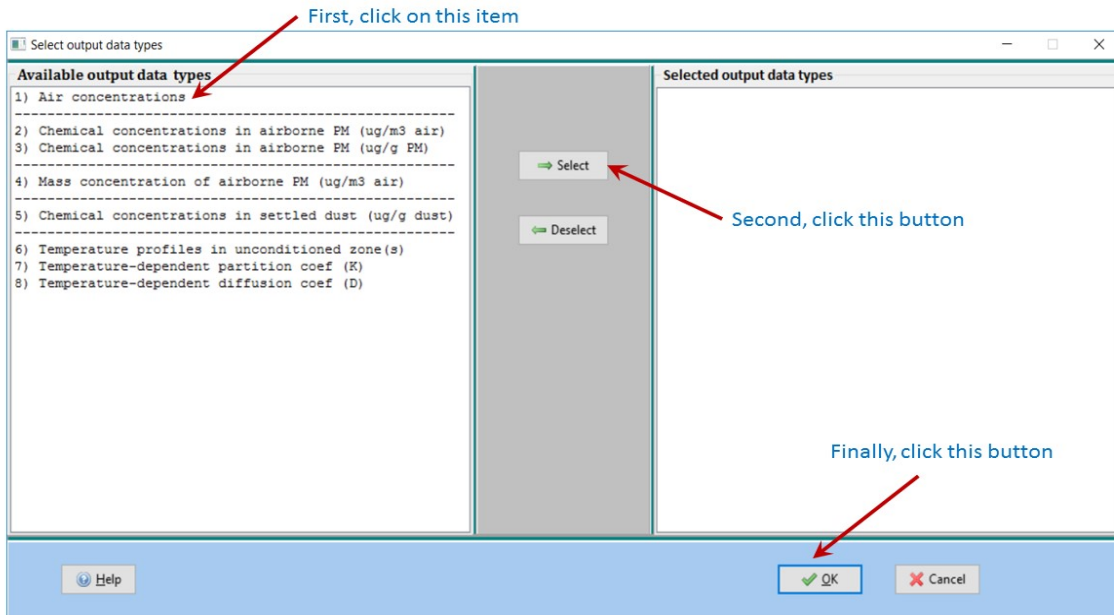 First, click on this item
Select output data types
Available output data types
Selected output data types
1) Air concentrations
-----------------------------------------------------
2) Chemical concentrations in airborne PM (ug/m3 air)
3) Chemical concentrations in airborne PM (ug/g PM)
-----------------------------------------------------
4) Mass concentration of airborne PM (ug/m3 air)
-----------------------------------------------------
5) Chemical concentrations in settled dust (ug/g dust)
-----------------------------------------------------
6) Temperature profiles in unconditioned zone(s)
7) Temperature-dependent partition coef (K)
8) Temperature-dependent diffusion coef (D)
Select
Second, click this button
Deselect
Finally, click this button
Help
OK
Cancel